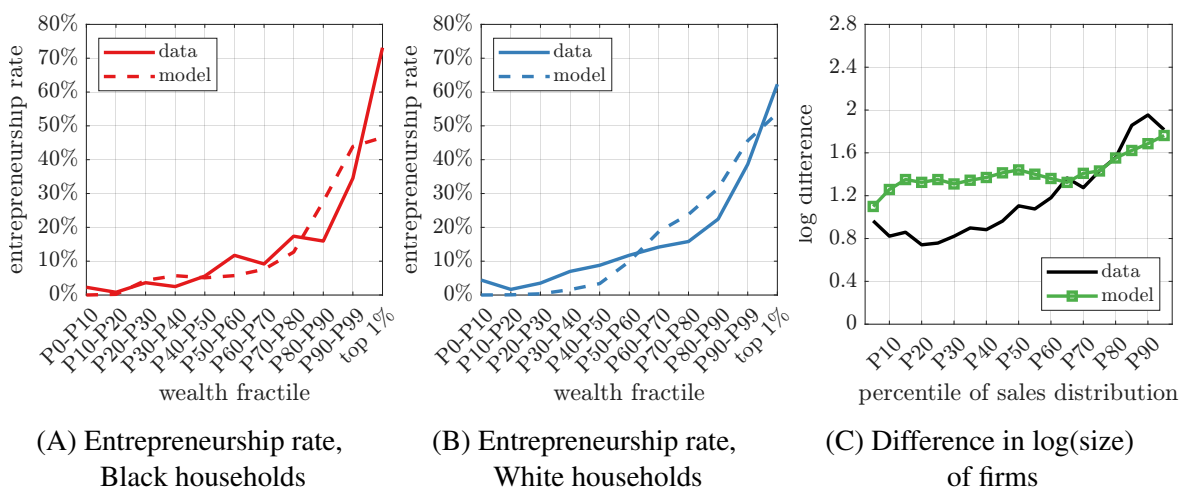 80%
70%
60%
50%
40%
30%
20%
10%
0%
entrepreneurship rate
data
model
P0-P10
P10-P20
P20-P30
P30-P40
P40-P50
P50-P60
P60-P70
P70-P80
P80-P90
P90-P99
top 1%
wealth fractile
(A) Entrepreneurship rate,
Black households
80%
70%
60%
50%
40%
30%
20%
10%
0%
entrepreneurship rate
data
model
P0-P10
P10-P20
P20-P30
P30-P40
P40-P50
P50-P60
P60-P70
P70-P80
P80-P90
P90-P99
top 1%
wealth fractile
(B) Entrepreneurship rate,
White households
2.8
2.4
2
1.6
1.2
0.8
0.4
0
log difference
data
model
P10
P20
P30
P40
P50
P60
P70
P80
P90
percentile of sales distribution
(C) Difference in log(size)
of firms